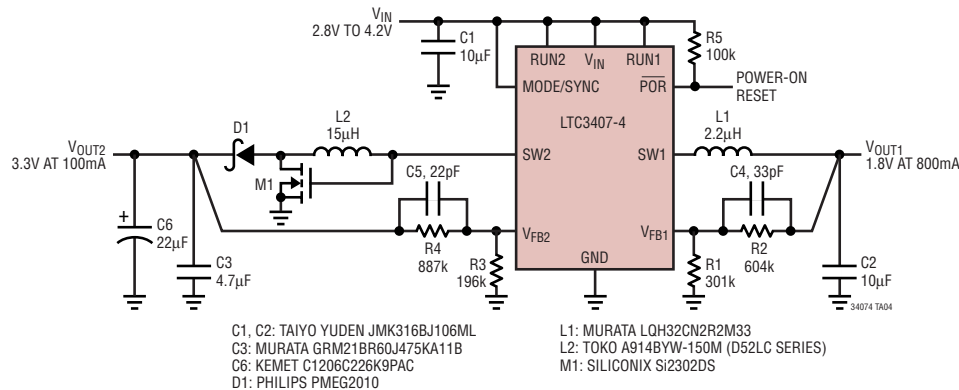 VIN
2.8V TO 4.2V
C1
10µF
R5
100k
RUN2
VIN
RUN1
MODE/SYNC
POR
POWER-ON
RESET
LTC3407-4
VOUT2
3.3V AT 100mA
D1
L2
15µH
M1
SW2
SW1
L1
2.2µH
VOUT1
1.8V AT 800mA
C5, 22pF
C4, 33pF
+
C6
22µF
C3
4.7µF
R4
887k
R3
196k
VFB2
VFB1
GND
R2
604k
R1
301k
C2
10µF
34074 TA04
C1, C2: TAIYO YUDEN JMK316BJ106ML
C3: MURATA GRM21BR60J475KA11B
C6: KEMET C1206C226K9PAC
D1: PHILIPS PMEG2010
L1: MURATA LQH32CN2R2M33
L2: TOKO A914BYW-150M (D52LC SERIES)
M1: SILICONIX Si2302DS